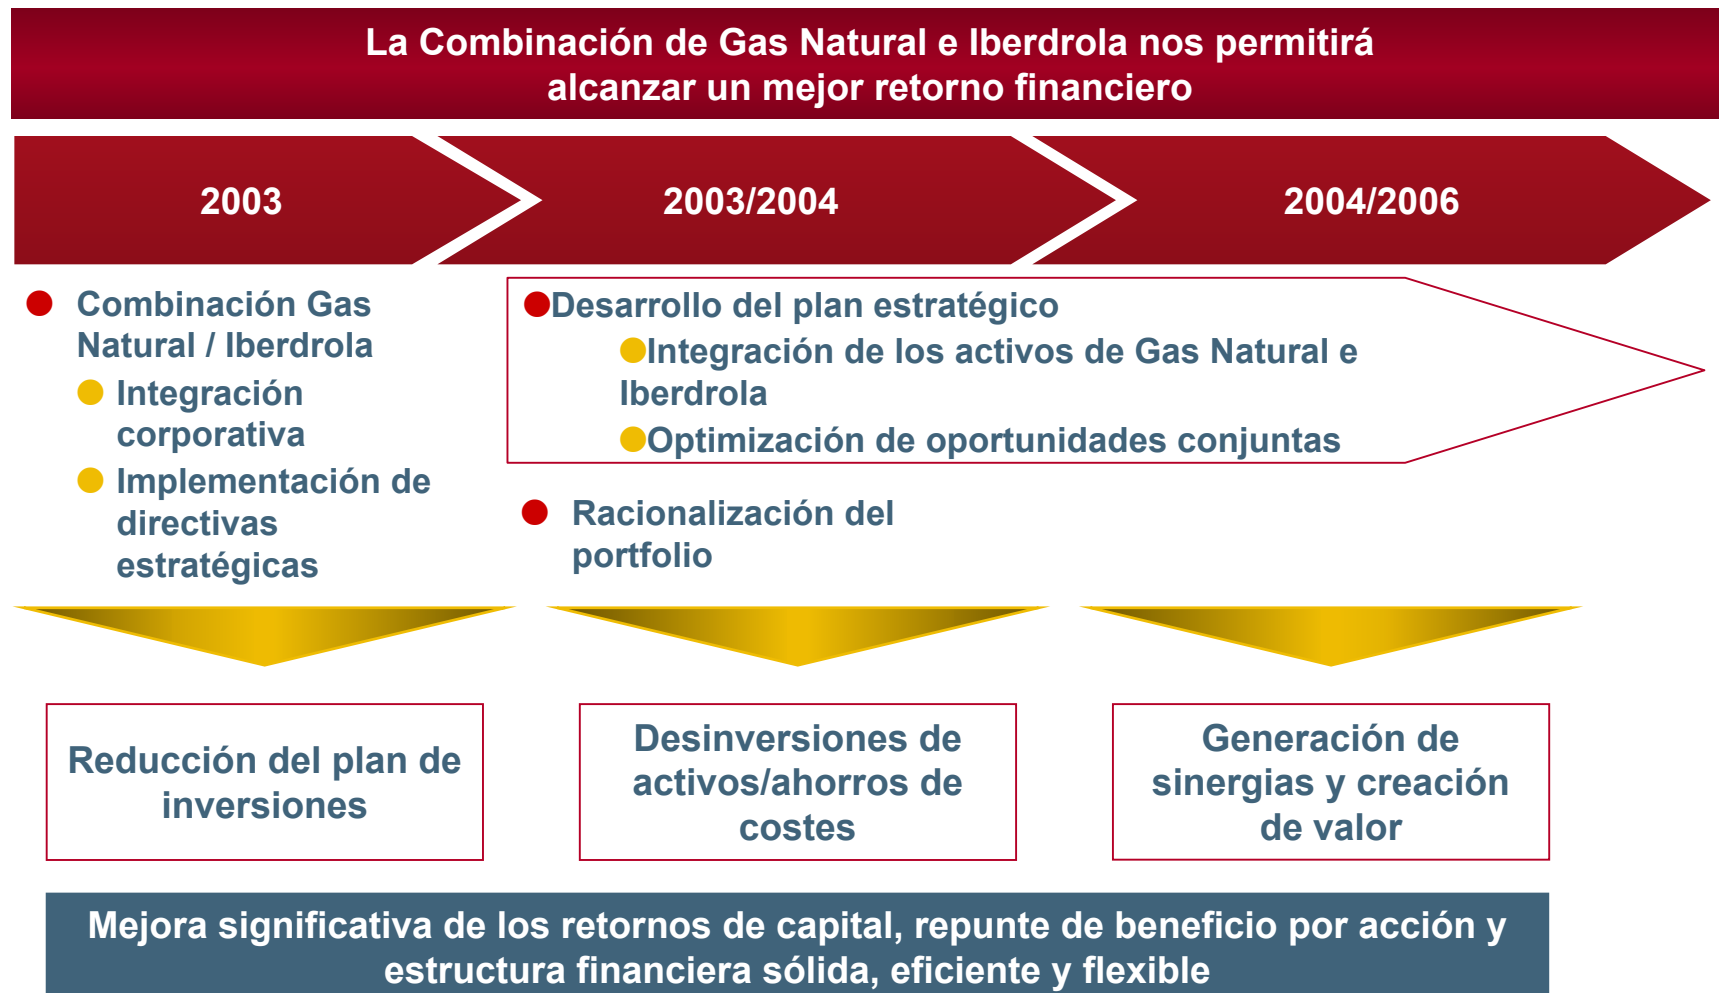 La Combinación de Gas Natural e Iberdrola nos permitirá
alcanzar un mejor retorno financiero
2003
2003/2004
2004/2006
Combinación Gas
Natural / Iberdrola
Integración
corporativa
Implementación de
directivas
estratégicas
Desarrollo del plan estratégico
Integración de los activos de Gas Natural e
Iberdrola
Optimización de oportunidades conjuntas
Racionalización del
portfolio
Reducción del plan de
inversiones
Desinversiones de
activos/ahorros de
costes
Generación de
sinergias y creación
de valor
Mejora significativa de los retornos de capital, repunte de beneficio por acción y
estructura financiera sólida, eficiente y flexible